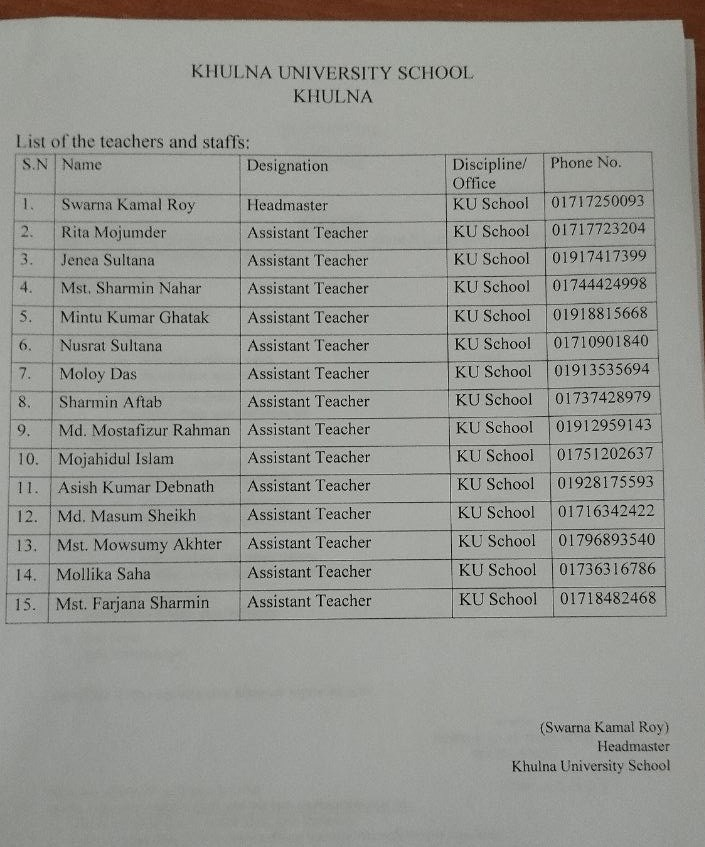 KHULNA UNIVERSITY SCHOOL
KHULNA
List of the teachers and staffs:
S.N Name Designation Discipline/ Office Phone No.
1. Swarna Kamal Roy Headmaster KU School 01717250093
2. Rita Mojumder Assistant Teacher KU School 01717723204
3. Jenea Sultana Assistant Teacher KU School 01917417399
4. Mst. Sharmin Nahar Assistant Teacher KU School 01744424998
5. Mintu Kumar Ghatak Assistant Teacher KU School 01918815668
6. Nusrat Sultana Assistant Teacher KU School 01710901840
7. Moloy Das Assistant Teacher KU School 01913535694
8. Sharmin Aftab Assistant Teacher KU School 01737428979
9. Md. Mostafizur Rahman Assistant Teacher KU School 01912959143
10. Mojahidul Islam Assistant Teacher KU School 01751202637
11. Asish Kumar Debnath Assistant Teacher KU School 01928175593
12. Md. Masum Sheikh Assistant Teacher KU School 01716342422
13. Mst. Mowsumy Akhter Assistant Teacher KU School 01796893540
14. Mollika Saha Assistant Teacher KU School 01736316786
15. Mst. Farjana Sharmin Assistant Teacher KU School 01718482468
(Swarna Kamal Roy)
Headmaster
Khulna University School